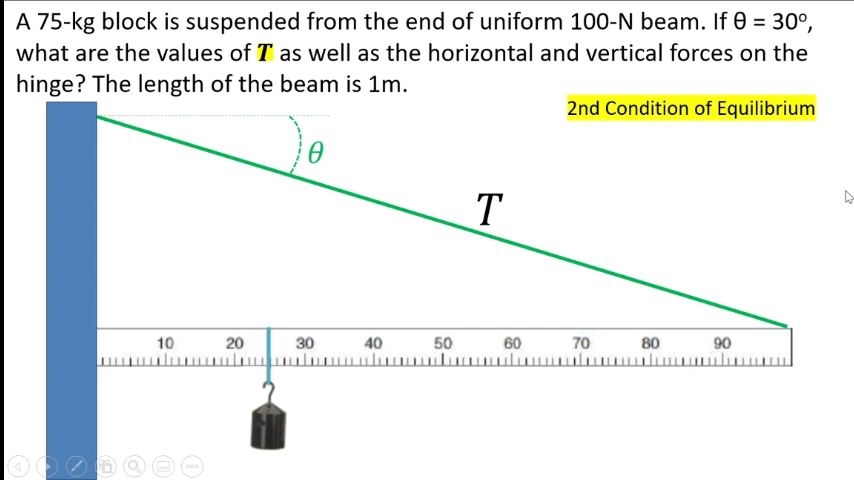 A 75-kg block is suspended from the end of uniform 100-N beam. If θ = 30º,
what are the values of T as well as the horizontal and vertical forces on the
hinge? The length of the beam is 1m.
2nd Condition of Equilibrium
θ
T
10 20 30 40 50 60 70 80 90